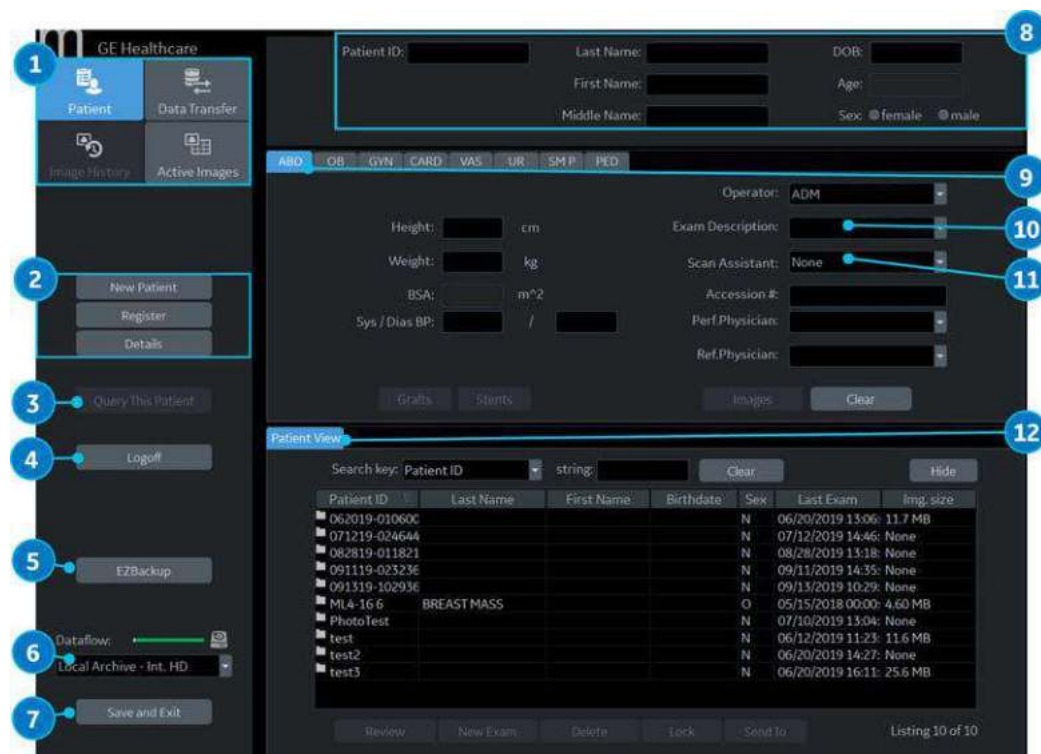 GE Healthcare
1
Patient
Data Transfer
Image History
Active Images
2
New Patient
Register
Details
3
Query This Patient
4
Logoff
5
EZBackup
Dataflow:
6
Local Archive - Int. HD
7
Save and Exit
8
Patient ID:
Last Name:
DOB:
First Name:
Age:
Middle Name:
Sex: female male
ABD OB GYN CARD VAS UR SM P PED
9
Operator: ADM
Height: cm
Exam Description:
10
Weight: kg
Scan Assistant: None
11
BSA: m^2
Accession #:
Sys / Dias BP: /
Perf.Physician:
Ref.Physician:
Grafts Stents Images Clear
Patient View
12
Search key: Patient ID string: Clear Hide
Patient ID Last Name First Name Birthdate Sex Last Exam Img. size
062019-010600 N 06/20/2019 13:06: 11.7 MB
071219-024644 N 07/12/2019 14:46: None
082819-011821 N 08/28/2019 13:18: None
091119-023236 N 09/11/2019 14:35: None
091319-102936 N 09/13/2019 10:29: None
ML4-16 6 BREAST MASS O 05/15/2018 00:00: 4.60 MB
PhotoTest N 07/10/2019 13:04: None
test N 06/12/2019 11:23: 11.6 MB
test2 N 06/20/2019 14:27: None
test3 N 06/20/2019 16:11: 25.6 MB
Review New Exam Delete Lock Send To Listing 10 of 10